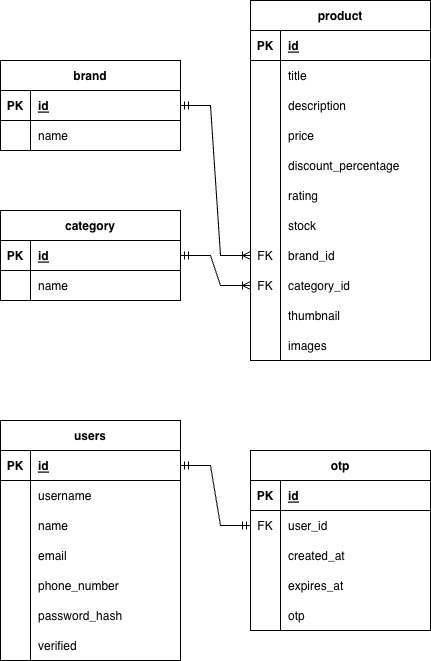 product
PK id
title
description
price
discount_percentage
rating
stock
FK brand_id
FK category_id
thumbnail
images
brand
PK id
name
category
PK id
name
users
PK id
username
name
email
phone_number
password_hash
verified
otp
PK id
FK user_id
created_at
expires_at
otp